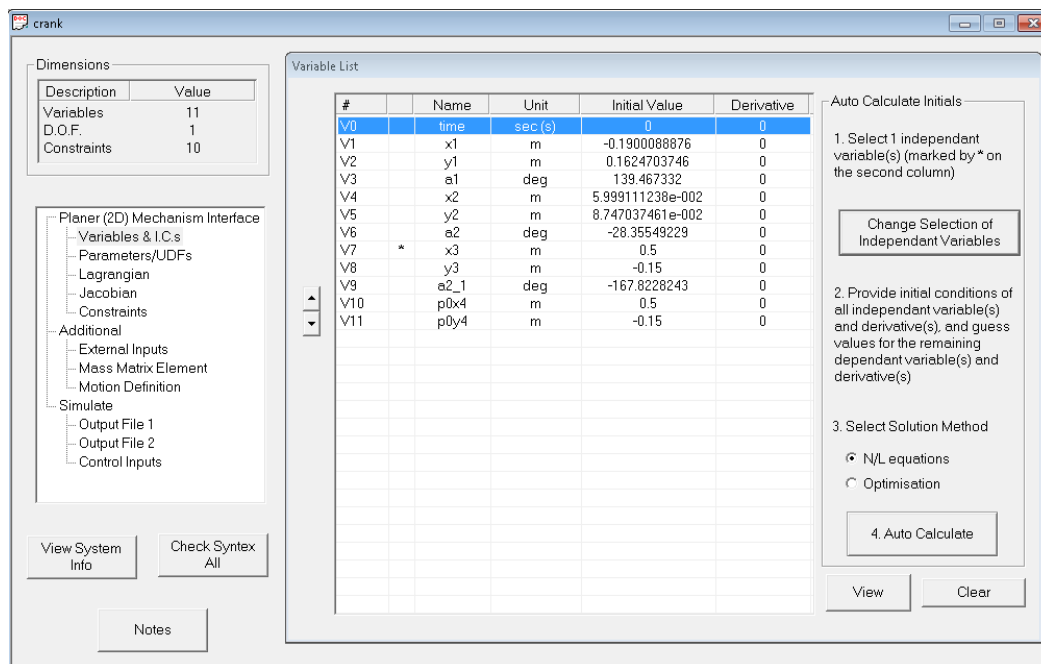 crank
Dimensions
Description Value
Variables 11
D.O.F. 1
Constraints 10
Planer (2D) Mechanism Interface
Variables & I.C.s
Parameters/UDFs
Lagrangian
Jacobian
Constraints
Additional
External Inputs
Mass Matrix Element
Motion Definition
Simulate
Output File 1
Output File 2
Control Inputs
View System
Info
Check Syntex
All
Notes
Variable List
# Name Unit Initial Value Derivative
V0 time sec (s) 0 0
V1 x1 m -0.1900088876 0
V2 y1 m 0.1624703746 0
V3 a1 deg 139.467332 0
V4 x2 m 5.999111238e-002 0
V5 y2 m 8.747037461e-002 0
V6 a2 deg -28.35549229 0
V7 * x3 m 0.5 0
V8 y3 m -0.15 0
V9 a2_1 deg -167.8228243 0
V10 p0x4 m 0.5 0
V11 p0y4 m -0.15 0
Auto Calculate Initials
1. Select 1 independant
variable(s) (marked by * on
the second column)
Change Selection of
Independant Variables
2. Provide initial conditions of
all independant variable(s)
and derivative(s), and guess
values for the remaining
dependant variable(s) and
derivative(s)
3. Select Solution Method
N/L equations
Optimisation
4. Auto Calculate
View
Clear